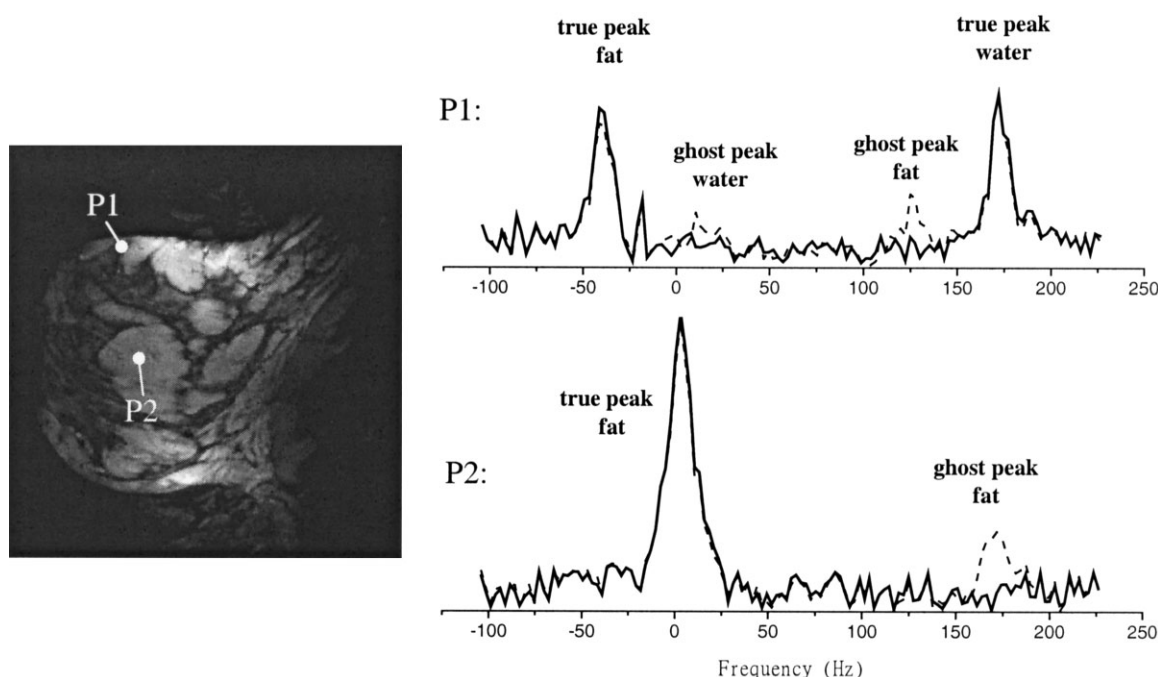 P1
P2
P1:
true peak
fat
ghost peak
water
ghost peak
fat
true peak
water
-100 -50 0 50 100 150 200 250
P2:
true peak
fat
ghost peak
fat
-100 -50 0 50 100 150 200 250
Frequency (Hz)